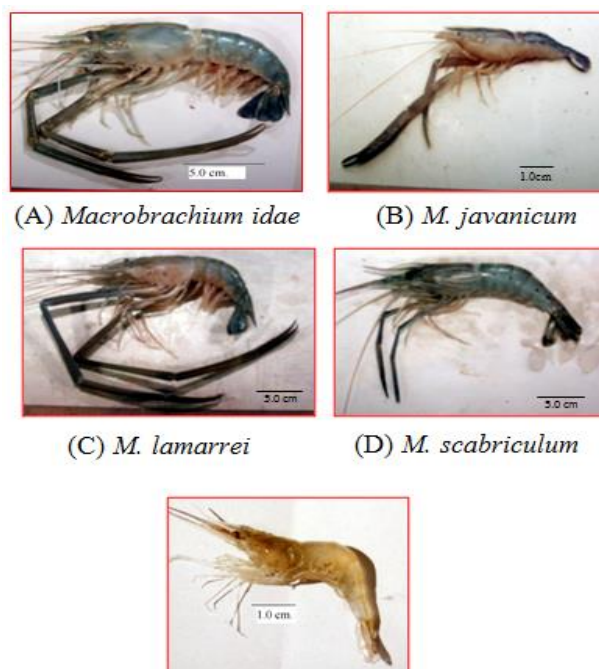 5.0 cm.
1.0cm.
(A) Macrobrachium idae
(B) M. javanicum
5.0 cm
5.0 cm
(C) M. lamarrei
(D) M. scabriculum
1.0 cm.